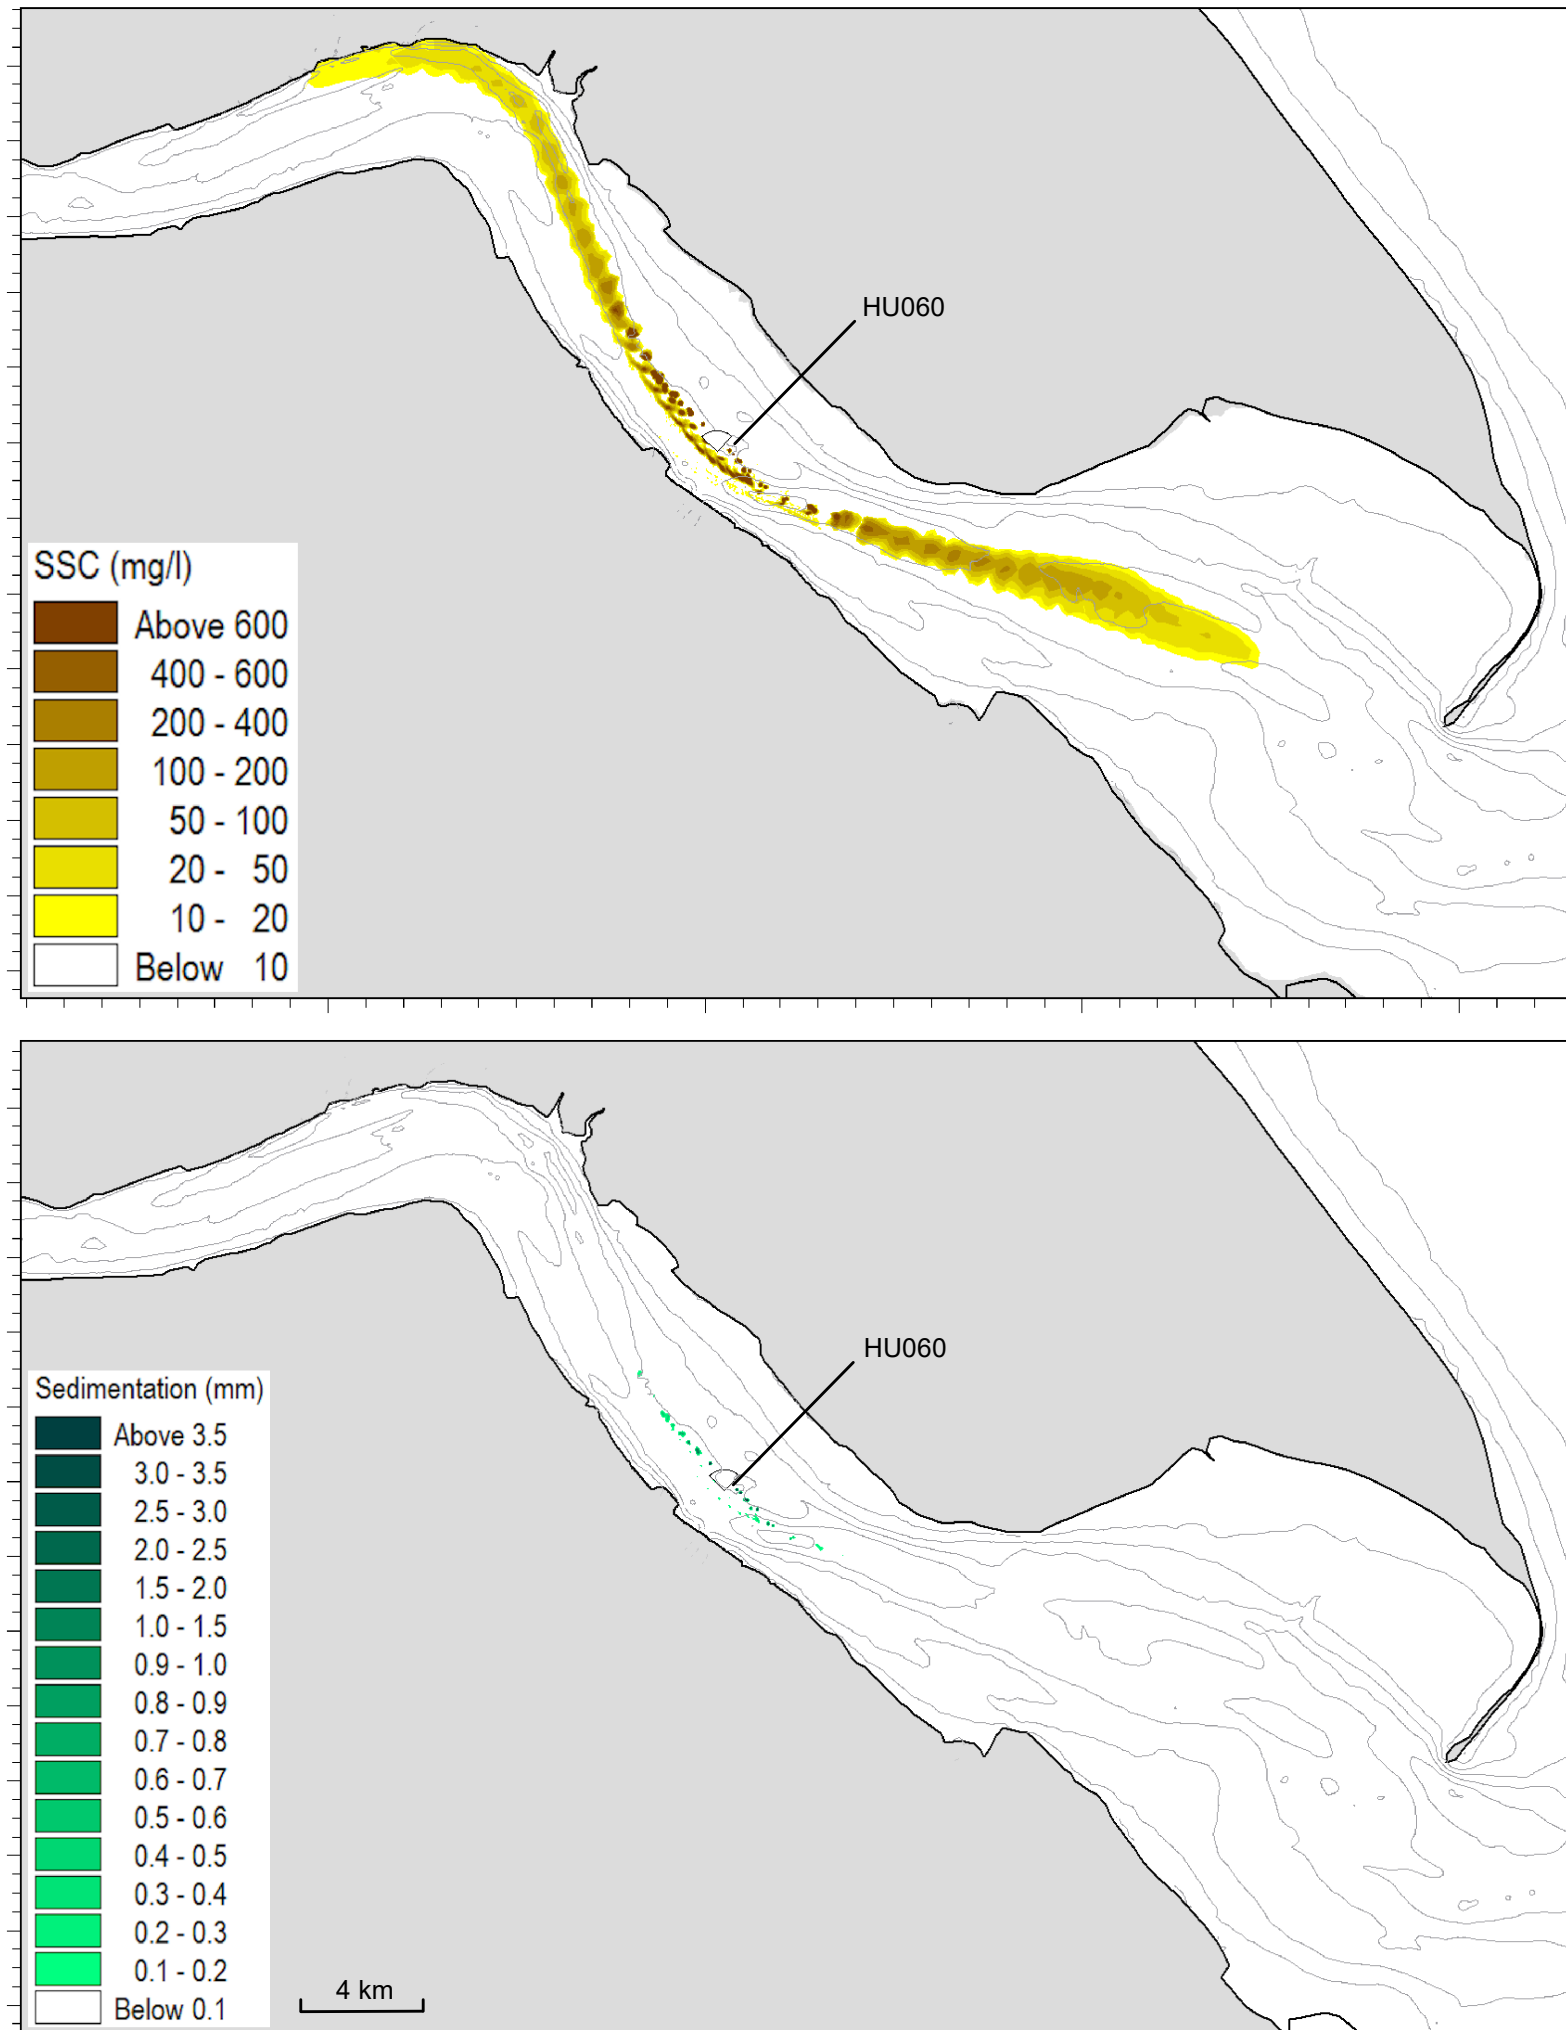 HU060
SSC (mg/l)
Above 600
400 - 600
200 - 400
100 - 200
50 - 100
20 - 50
10 - 20
Below 10
HU060
Sedimentation (mm)
Above 3.5
3.0 - 3.5
2.5 - 3.0
2.0 - 2.5
1.5 - 2.0
1.0 - 1.5
0.9 - 1.0
0.8 - 0.9
0.7 - 0.8
0.6 - 0.7
0.5 - 0.6
0.4 - 0.5
0.3 - 0.4
0.2 - 0.3
0.1 - 0.2
Below 0.1
4 km